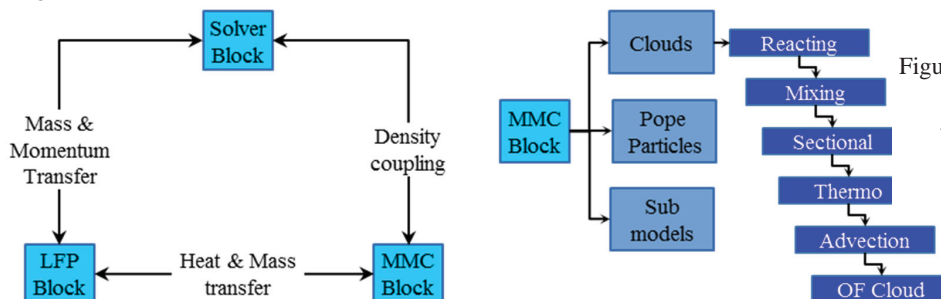 Solver
Block
Mass &
Momentum
Transfer
Density
coupling
LFP
Block
Heat & Mass
transfer
MMC
Block
MMC
Block
Clouds
Pope
Particles
Sub
models
Reacting
Mixing
Sectional
Thermo
Advection
OF Cloud
Figu